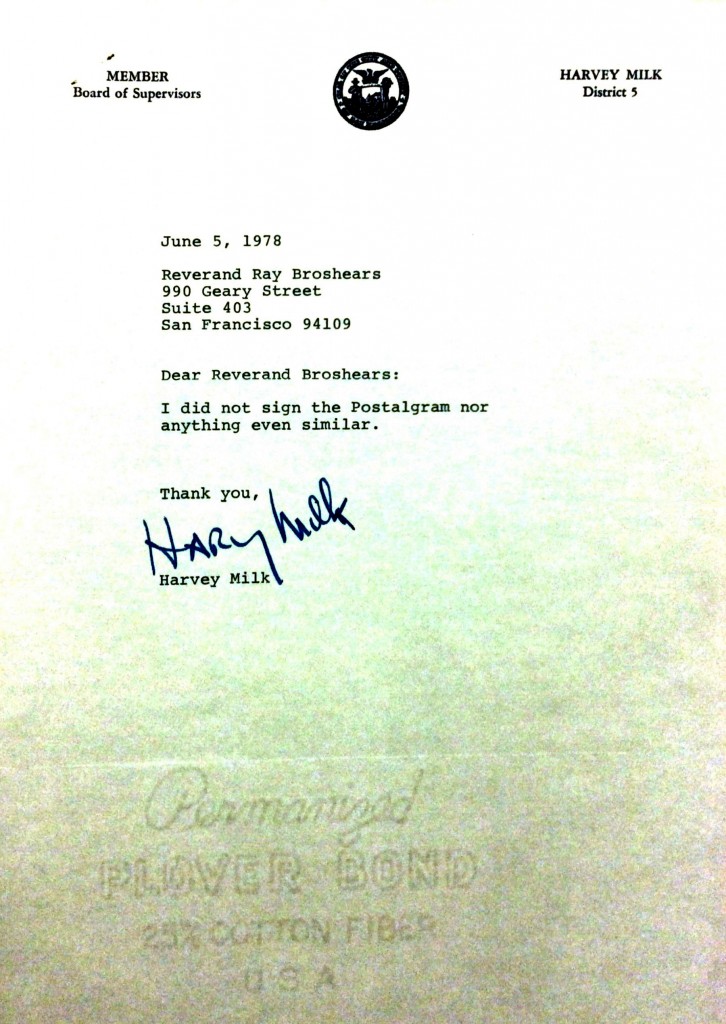 MEMBER
Board of Supervisors
HARVEY MILK
District 5
June 5, 1978
Reverand Ray Broshears
990 Geary Street
Suite 403
San Francisco 94109
Dear Reverand Broshears:
I did not sign the Postalgram nor
anything even similar.
Thank you,
Harvey Milk
Harvey Milk
Permanized
PLOVER BOND
25% COTTON FIBER
USA